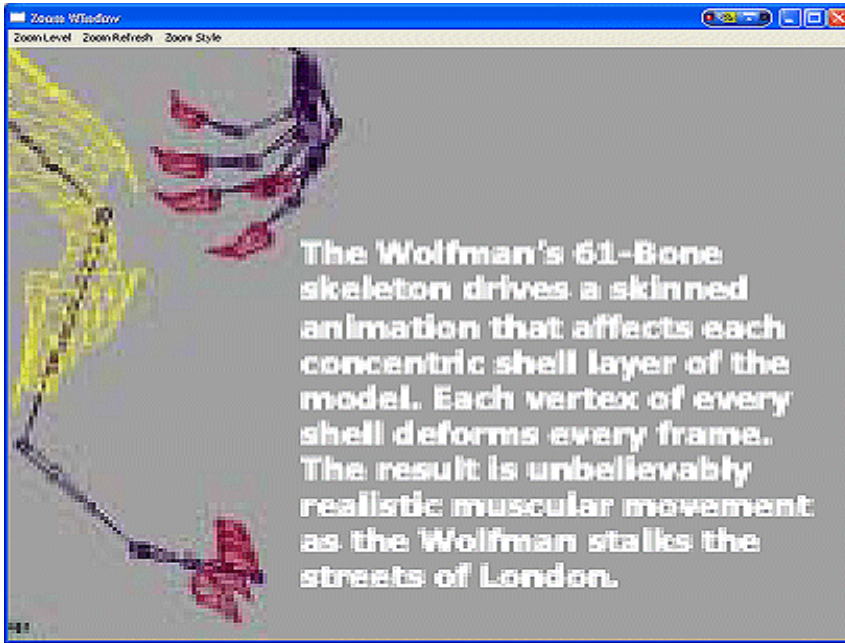 Zoom Window
Zoom Level Zoom Refresh Zoom Style
The Wolfman's 61-Bone
skeleton drives a skinned
animation that affects each
concentric shell layer of the
model. Each vertex of every
shell deforms every frame.
The result is unbelievably
realistic muscular movement
as the Wolfman stalks the
streets of London.